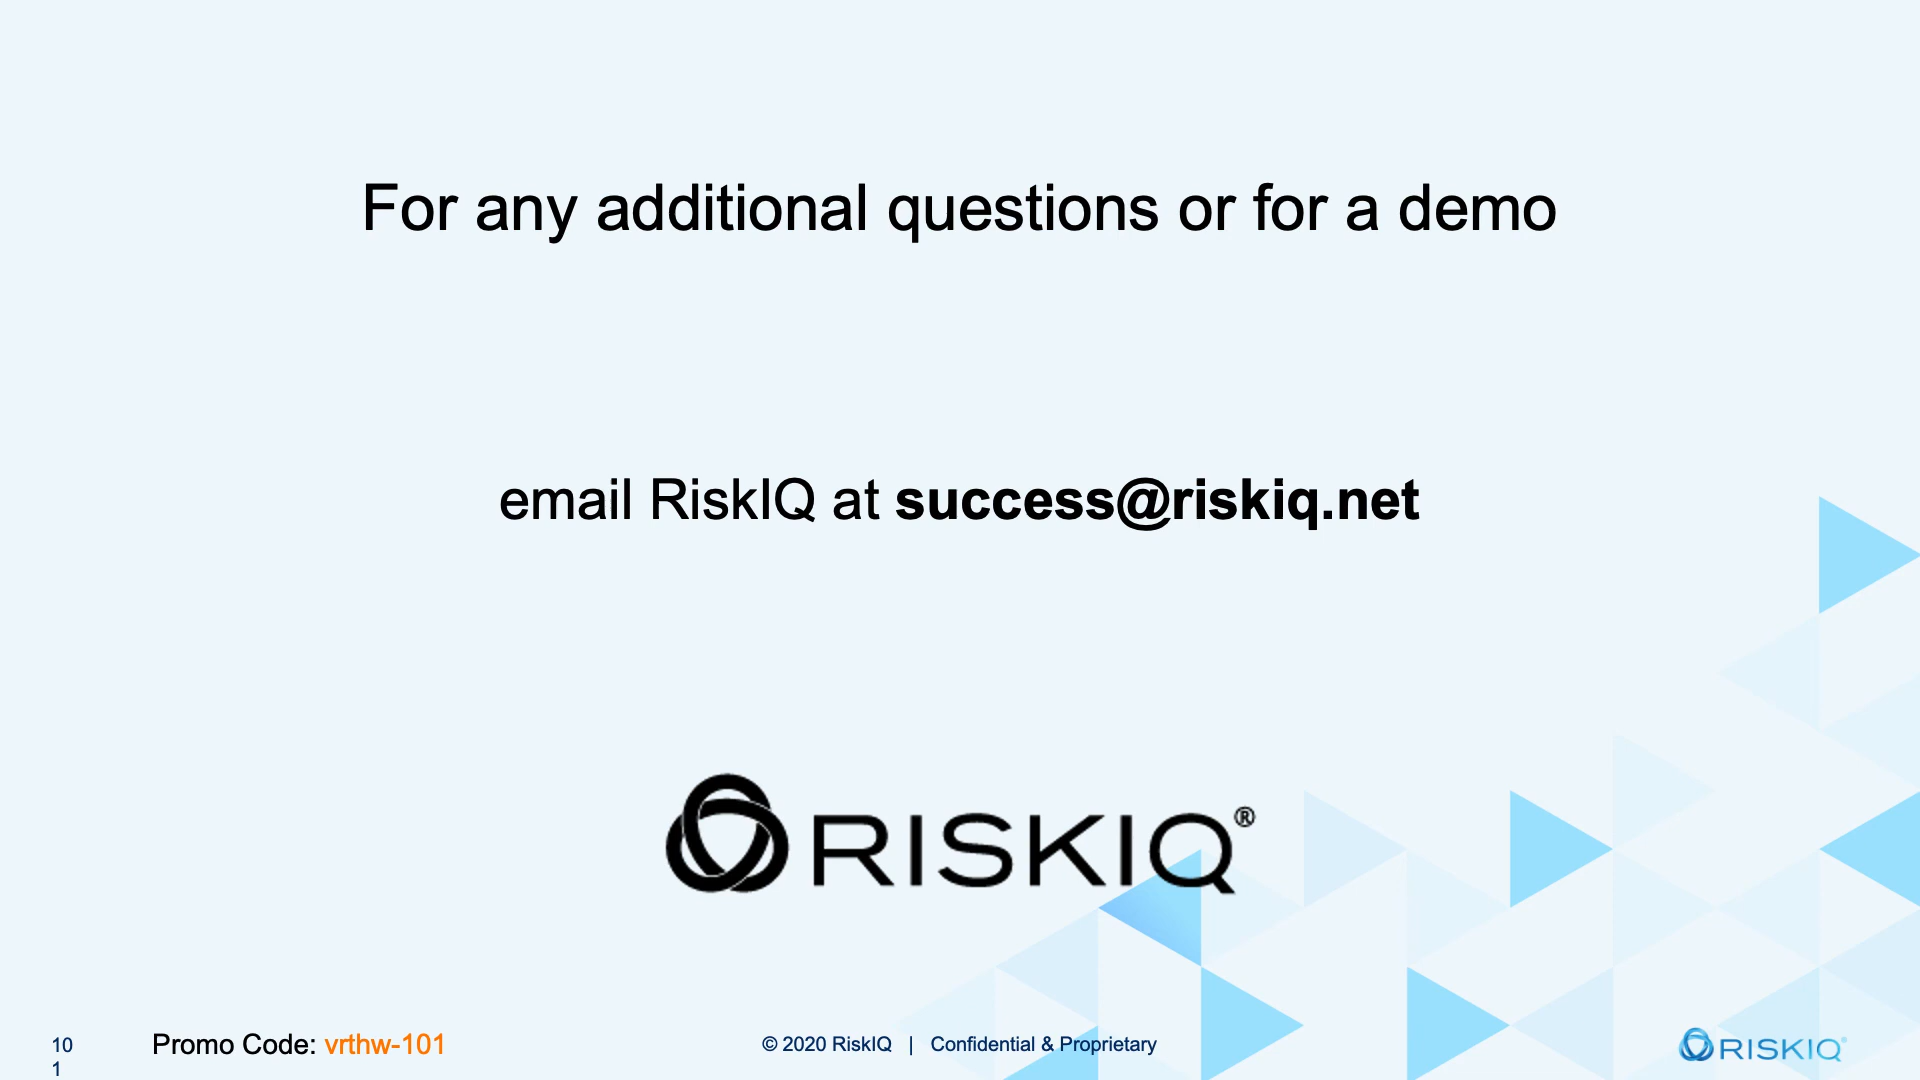 For any additional questions or for a demo
email RiskIQ at success@riskiq.net
RISKIQ®
10
1
Promo Code: vrthw-101
© 2020 RiskIQ | Confidential & Proprietary
RISKIQ®